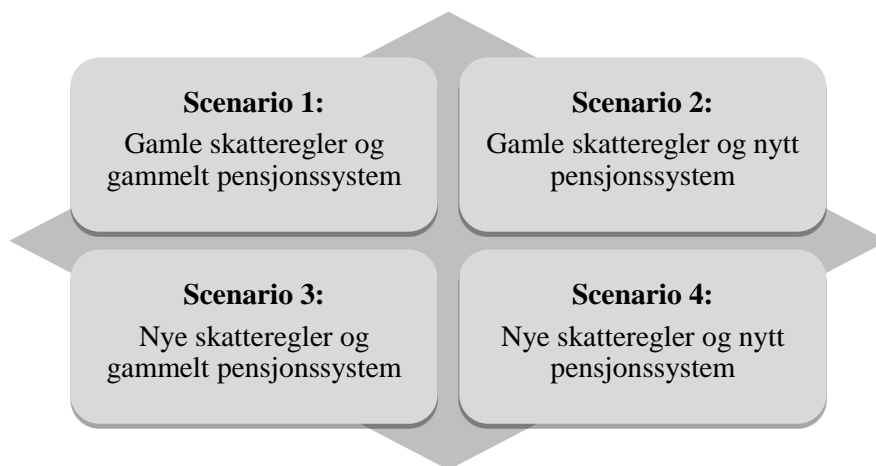 Scenario 1:
Gamle skatteregler og
gammelt pensjonssystem
Scenario 2:
Gamle skatteregler og nytt
pensjonssystem
Scenario 3:
Nye skatteregler og
gammelt pensjonssystem
Scenario 4:
Nye skatteregler og nytt
pensjonssystem